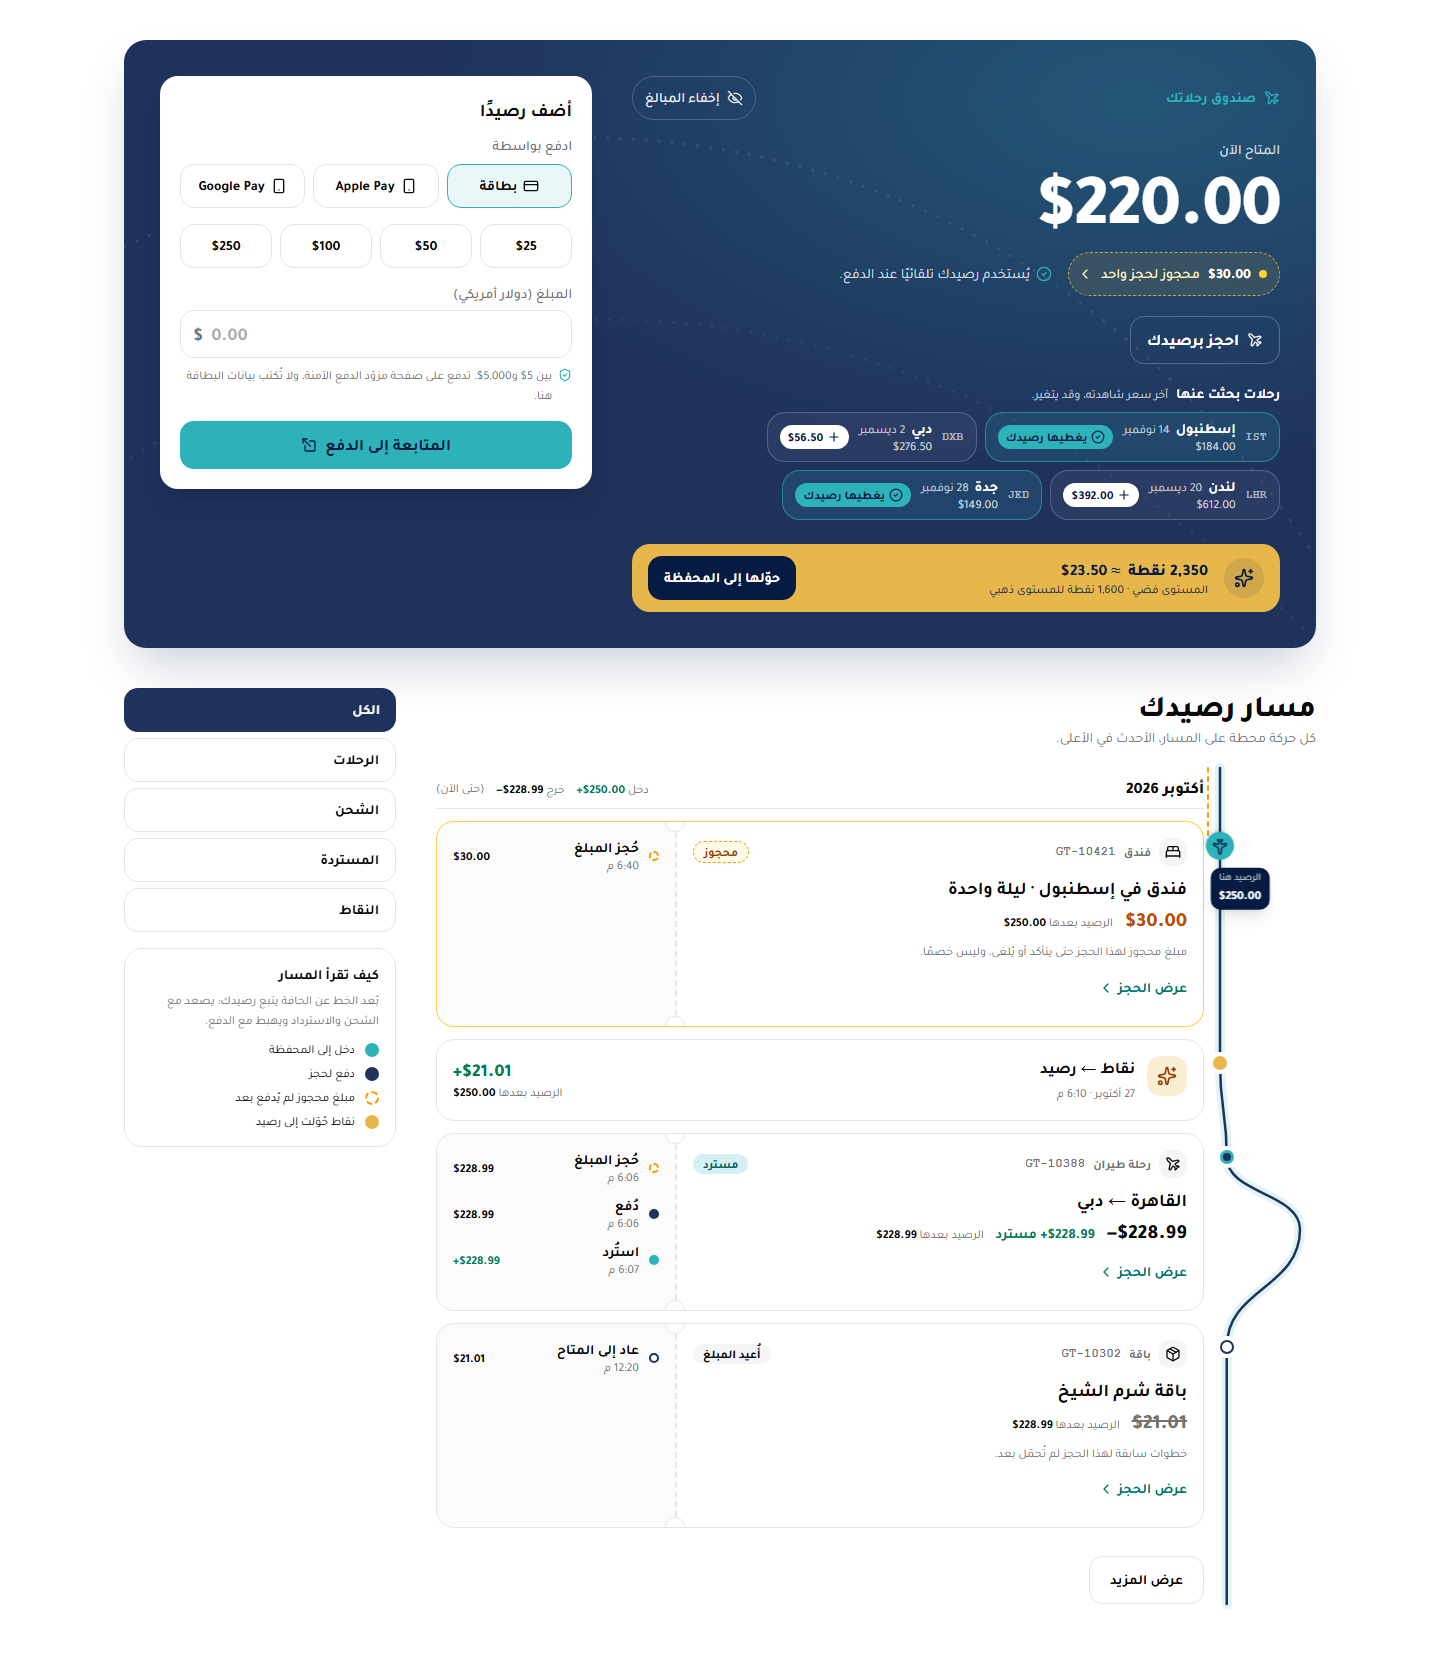 صندوق رحلاتك
إخفاء المبالغ
المتاح الآن
$220.00
$30.00 محجوز لحجز واحد
يُستخدم رصيدك تلقائيًا عند الدفع.
احجز برصيدك
رحلات بحثت عنها آخر سعر شاهدته، وقد يتغير.
IST إسطنبول 14 نوفمبر $184.00 يغطيها رصيدك
DXB دبي 2 ديسمبر $276.50 + $56.50
LHR لندن 20 ديسمبر $612.00 + $392.00
JED جدة 28 نوفمبر $149.00 يغطيها رصيدك
2,350 نقطة ≈ $23.50
المستوى فضي · 1,600 نقطة للمستوى ذهبي
حوّلها إلى المحفظة
أضف رصيدًا
ادفع بواسطة
بطاقة
Apple Pay
Google Pay
$25
$50
$100
$250
المبلغ (دولار أمريكي)
$ 0.00
بين $5 و$5,000. تدفع على صفحة مزوّد الدفع الآمنة، ولا تُكتب بيانات البطاقة
هنا.
المتابعة إلى الدفع
مسار رصيدك
كل حركة محطة على المسار، الأحدث في الأعلى.
أكتوبر 2026
دخل +$250.00 خرج −$228.99 (حتى الآن)
الرصيد هنا
$250.00
فندق GT-10421
محجوز
فندق في إسطنبول · ليلة واحدة
$30.00 الرصيد بعدها $250.00
مبلغ محجوز لهذا الحجز حتى يتأكد أو يُلغى، وليس خصمًا.
عرض الحجز
حُجز المبلغ $30.00
6:40 م
نقاط ← رصيد
27 أكتوبر · 6:10 م
+$21.01
الرصيد بعدها $250.00
رحلة طيران GT-10388
مسترد
القاهرة ← دبي
−$228.99 +$228.99 مسترد الرصيد بعدها $228.99
عرض الحجز
حُجز المبلغ $228.99
6:06 م
دُفع $228.99
6:06 م
استُرد +$228.99
6:07 م
باقة GT-10302
أُعيد المبلغ
باقة شرم الشيخ
$21.01 الرصيد بعدها $228.99
خطوات سابقة لهذا الحجز لم تُحمّل بعد.
عرض الحجز
عاد إلى المتاح $21.01
12:20 م
عرض المزيد
الكل
الرحلات
الشحن
المستردة
النقاط
كيف تقرأ المسار
بُعد الخط عن الحافة يتبع رصيدك: يصعد مع
الشحن والاسترداد ويهبط مع الدفع.
دخل إلى المحفظة
دفع لحجز
مبلغ محجوز لم يُدفع بعد
نقاط حُوّلت إلى رصيد